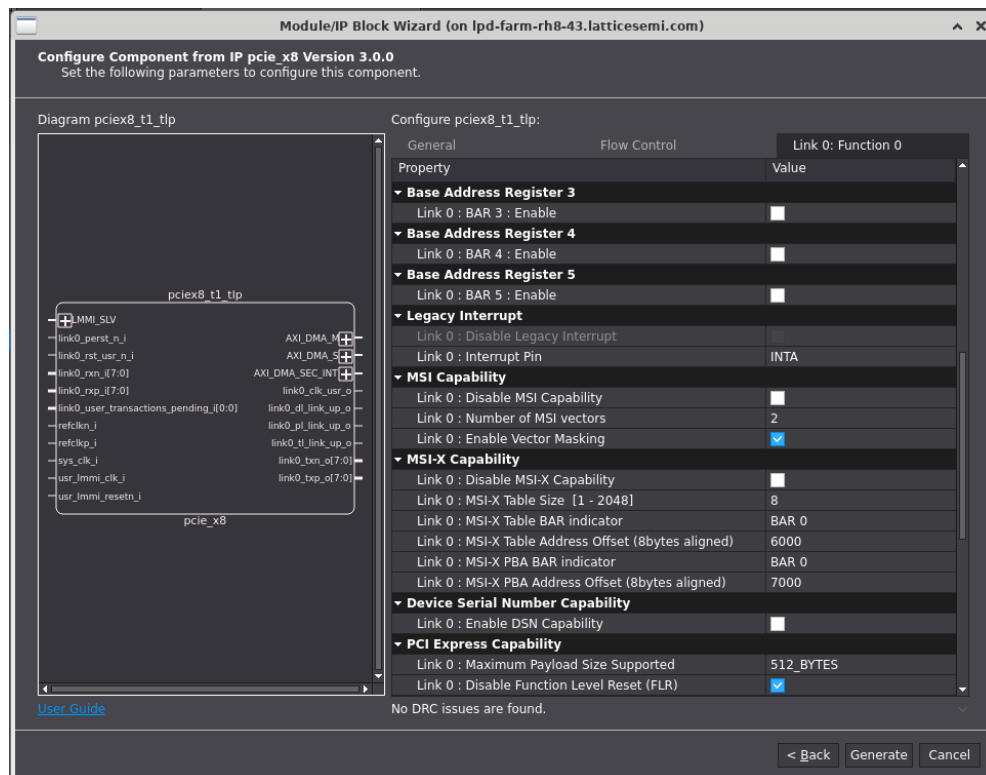 Module/IP Block Wizard (on lpd-farm-rh8-43.latticesemi.com)
Configure Component from IP pcie_x8 Version 3.0.0
Set the following parameters to configure this component.
Diagram pciex8_t1_tlp
pciex8_t1_tlp
LMMI_SLV
link0_perst_n_i
AXI_DMA_M
link0_rst_usr_n_i
AXI_DMA_S
link0_rxn_i[7:0]
AXI_DMA_SEC_INT
link0_rxp_i[7:0]
link0_clk_usr_o
link0_user_transactions_pending_i[0:0]
link0_dl_link_up_o
refclkn_i
link0_pl_link_up_o
refclkp_i
link0_tl_link_up_o
sys_clk_i
link0_txn_o[7:0]
usr_lmmi_clk_i
link0_txp_o[7:0]
usr_lmmi_resetn_i
pcie_x8
User Guide
Configure pciex8_t1_tlp:
General Flow Control Link 0: Function 0
Property Value
Base Address Register 3
Link 0 : BAR 3 : Enable
Base Address Register 4
Link 0 : BAR 4 : Enable
Base Address Register 5
Link 0 : BAR 5 : Enable
Legacy Interrupt
Link 0 : Disable Legacy Interrupt
Link 0 : Interrupt Pin INTA
MSI Capability
Link 0 : Disable MSI Capability
Link 0 : Number of MSI vectors 2
Link 0 : Enable Vector Masking
MSI-X Capability
Link 0 : Disable MSI-X Capability
Link 0 : MSI-X Table Size [1 - 2048] 8
Link 0 : MSI-X Table BAR indicator BAR 0
Link 0 : MSI-X Table Address Offset (8bytes aligned) 6000
Link 0 : MSI-X PBA BAR indicator BAR 0
Link 0 : MSI-X PBA Address Offset (8bytes aligned) 7000
Device Serial Number Capability
Link 0 : Enable DSN Capability
PCI Express Capability
Link 0 : Maximum Payload Size Supported 512_BYTES
Link 0 : Disable Function Level Reset (FLR)
No DRC issues are found.
< Back Generate Cancel